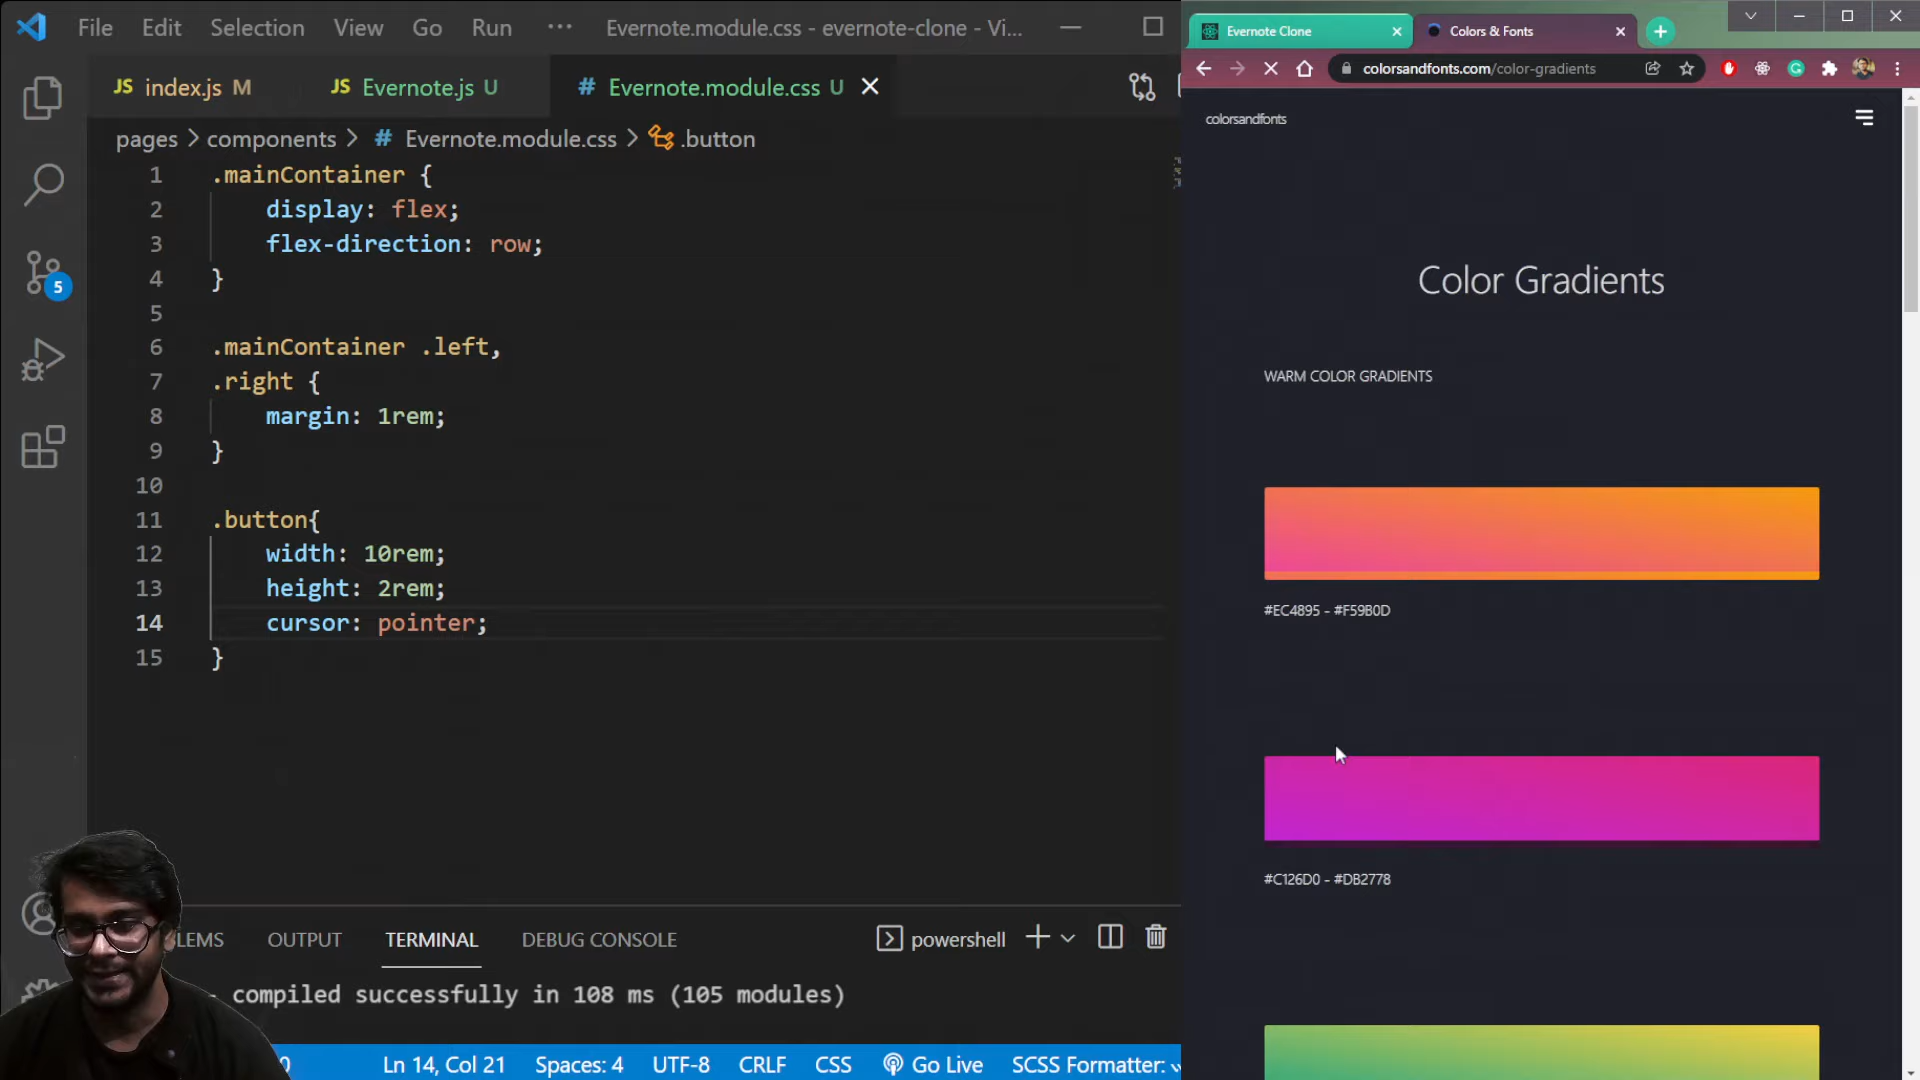 File Edit Selection View Go Run ··· Evernote.module.css - evernote-clone - Vi...
JS index.js M JS Evernote.js U # Evernote.module.css U
pages > components > # Evernote.module.css > .button
1 .mainContainer {
2 display: flex;
3 flex-direction: row;
4 }
5
6 .mainContainer .left,
7 .right {
8 margin: 1rem;
9 }
10
11 .button{
12 width: 10rem;
13 height: 2rem;
14 cursor: pointer;
15 }
5
LEMS OUTPUT TERMINAL DEBUG CONSOLE powershell
compiled successfully in 108 ms (105 modules)
0 Ln 14, Col 21 Spaces: 4 UTF-8 CRLF CSS Go Live SCSS Formatter:
Evernote Clone Colors & Fonts
colorsandfonts.com/color-gradients
colorsandfonts
Color Gradients
WARM COLOR GRADIENTS
#EC4895 - #F59B0D
#C126D0 - #DB2778